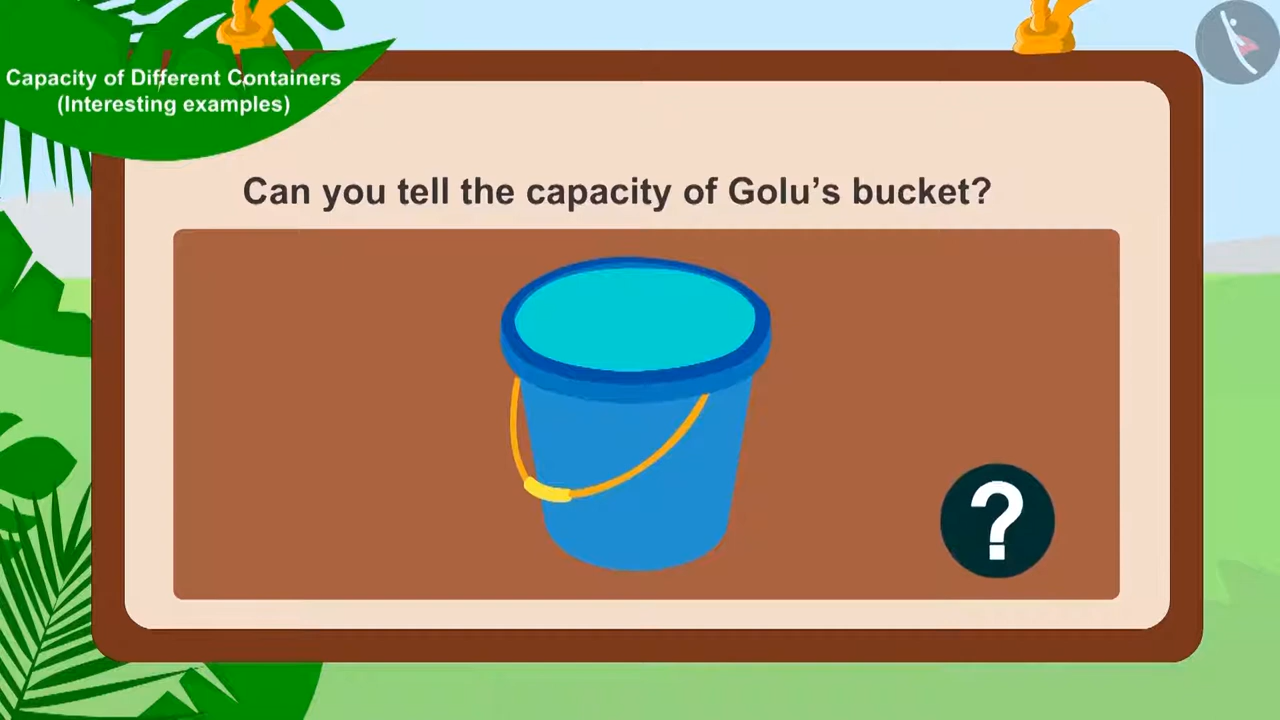 Capacity of Different Containers
(Interesting examples)
Can you tell the capacity of Golu’s bucket?
?